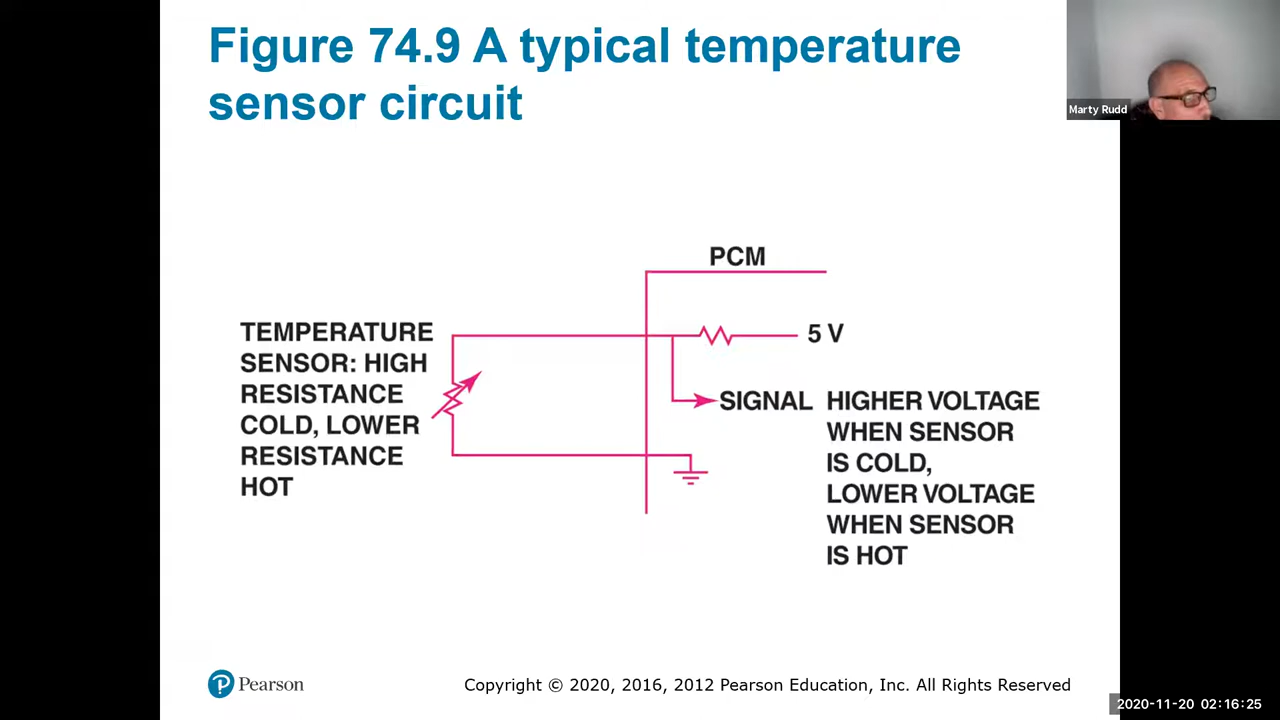 Figure 74.9 A typical temperature
sensor circuit
Marty Rudd
PCM
TEMPERATURE
SENSOR: HIGH
RESISTANCE
COLD, LOWER
RESISTANCE
HOT
5 V
SIGNAL HIGHER VOLTAGE
WHEN SENSOR
IS COLD,
LOWER VOLTAGE
WHEN SENSOR
IS HOT
Pearson
Copyright © 2020, 2016, 2012 Pearson Education, Inc. All Rights Reserved
2020-11-20 02:16:25